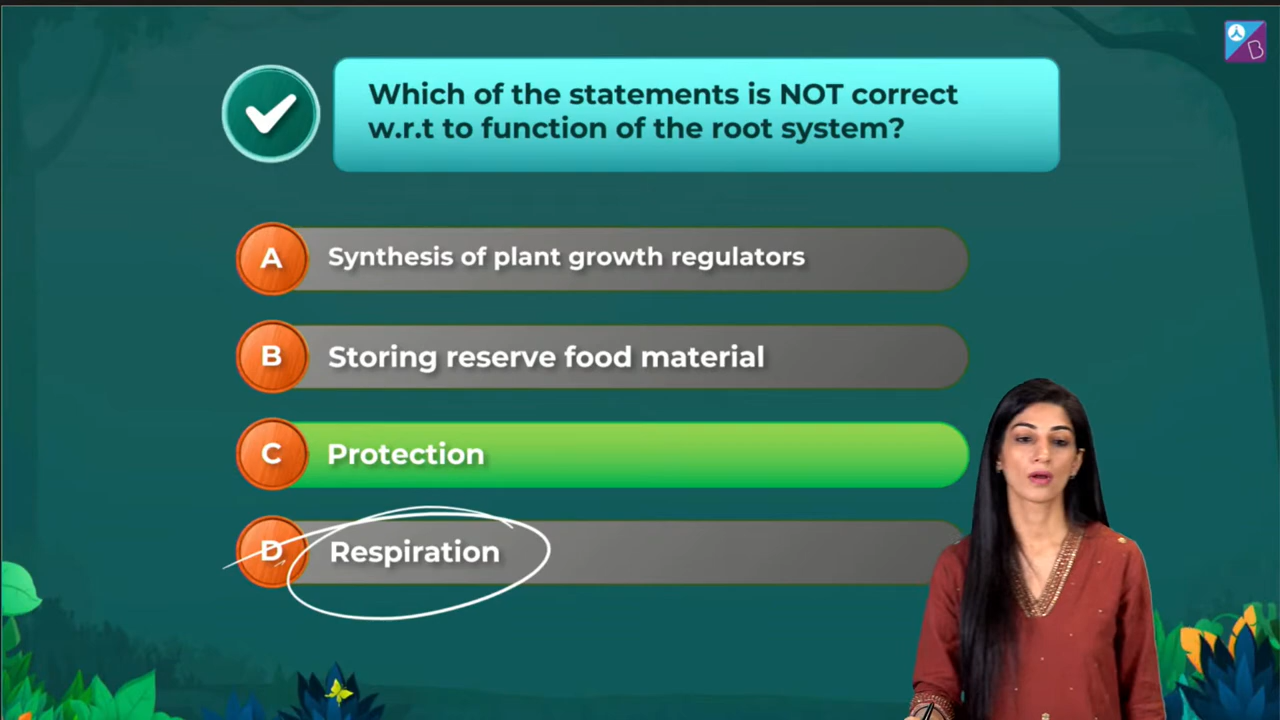 Which of the statements is NOT correct
w.r.t to function of the root system?
A Synthesis of plant growth regulators
B Storing reserve food material
C Protection
D Respiration
B